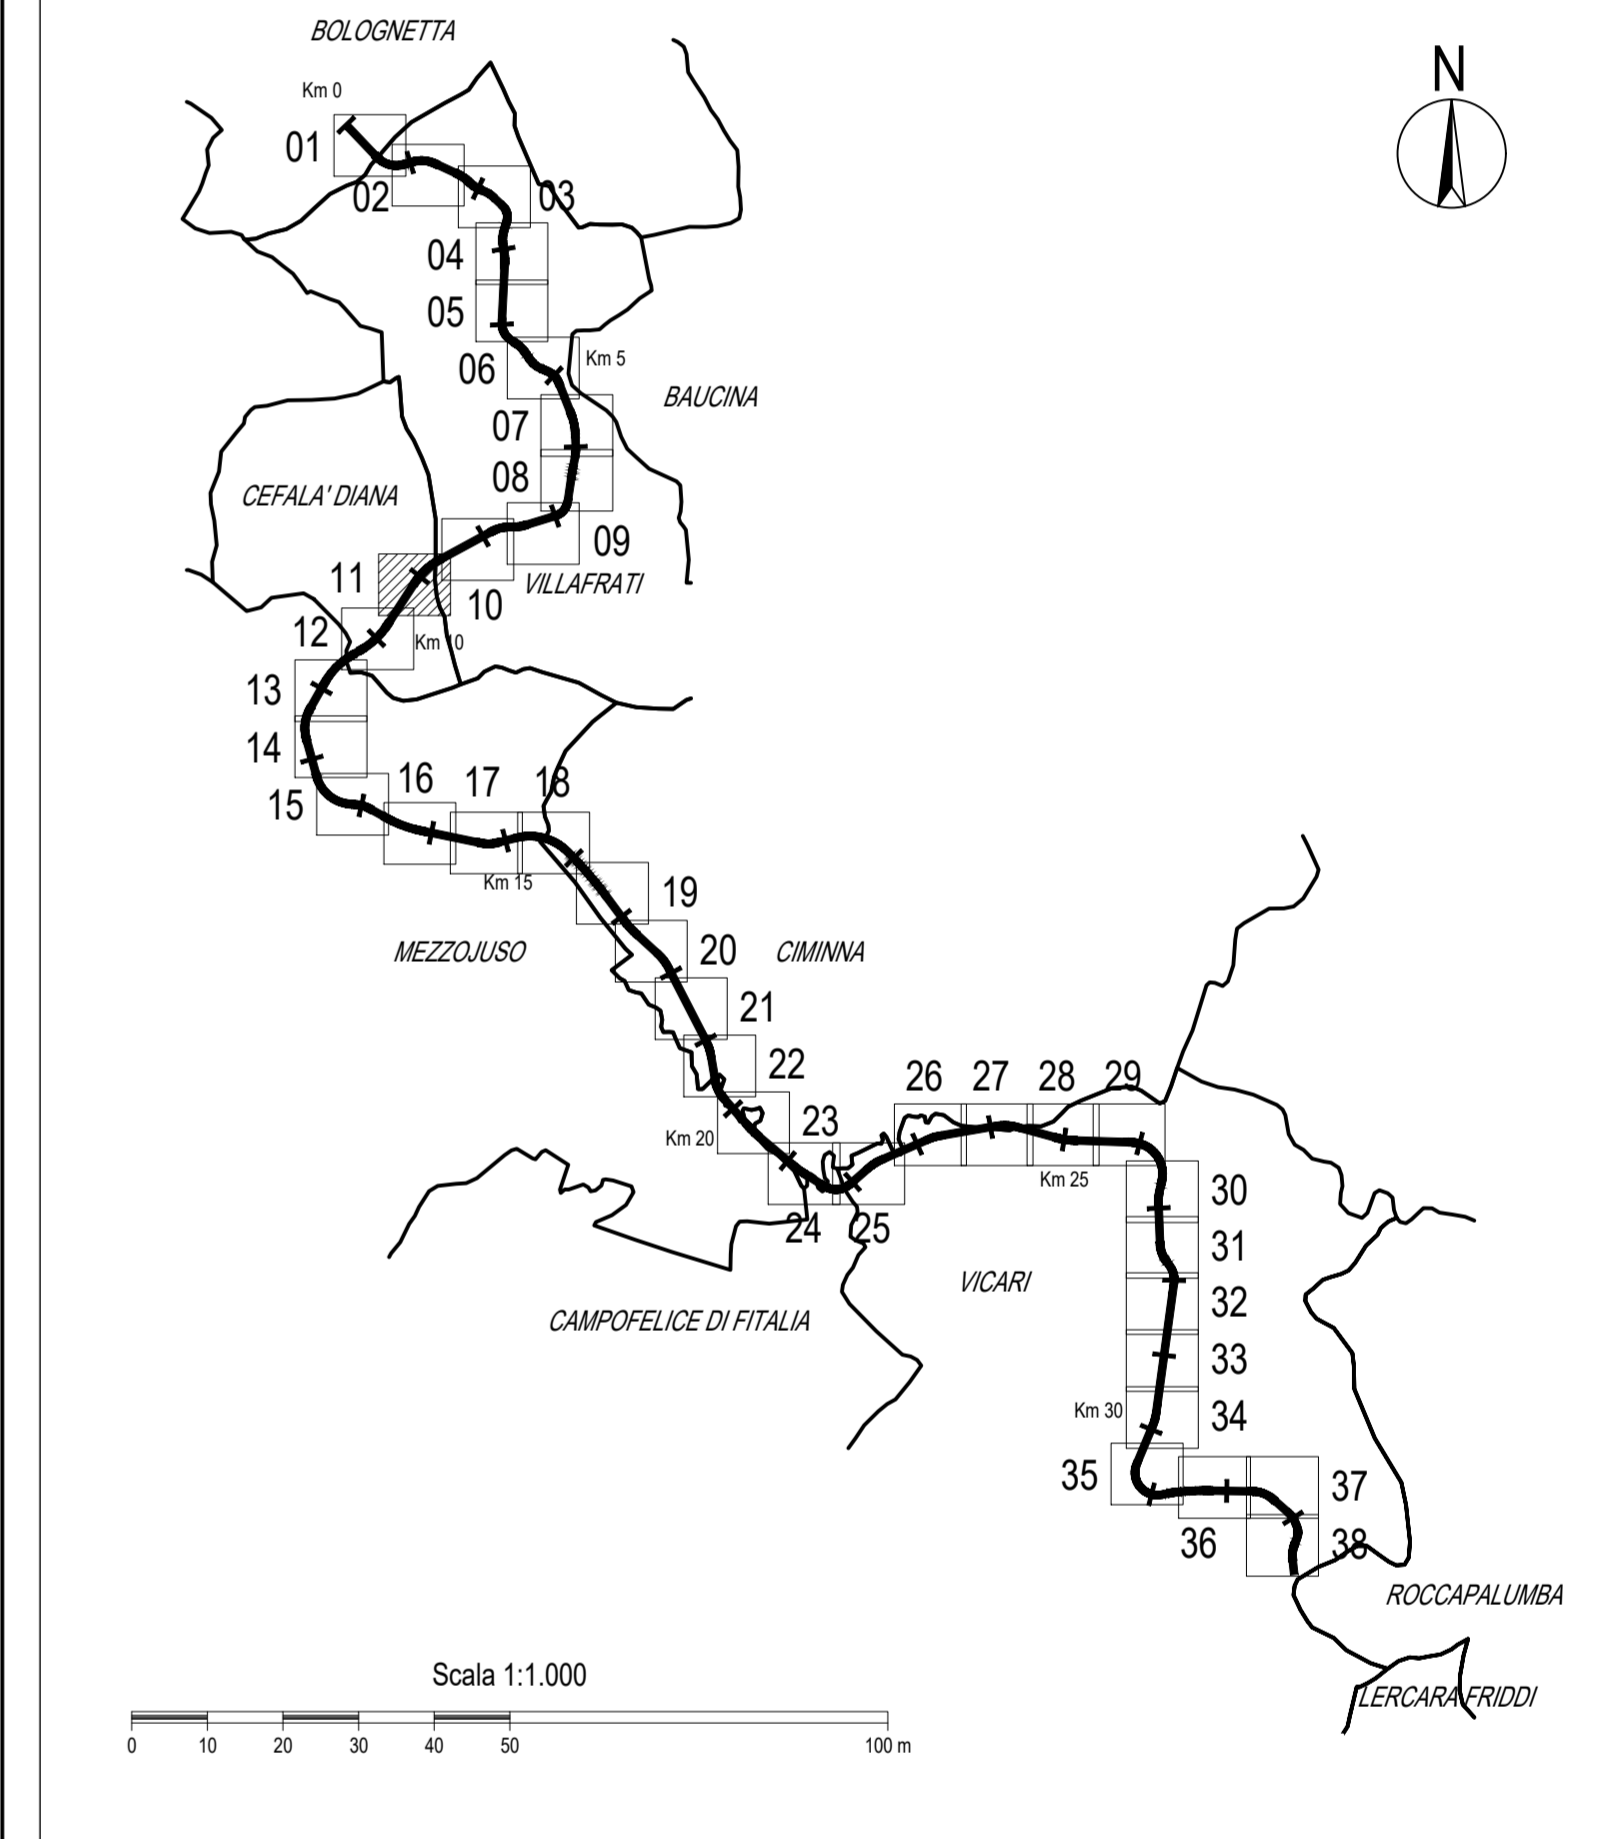 BOLOGNETTA
N
Km 0
01
02
03
04
05
06
Km 5
BAUCINA
07
08
CEFALA' DIANA
09
11
VILLAFRATI
10
12
Km 10
13
14
15
16
17
18
Km 15
19
MEZZOJUSO
20
CIMINNA
21
22
26
27
28
29
23
Km 20
Km 25
30
24
25
31
VICARI
32
CAMPOFELICE DI FITALIA
33
Km 30
34
35
37
36
38
ROCCAPALUMBA
Scala 1:1.000
LERCARA FRIDDI
0 10 20 30 40 50 100 m